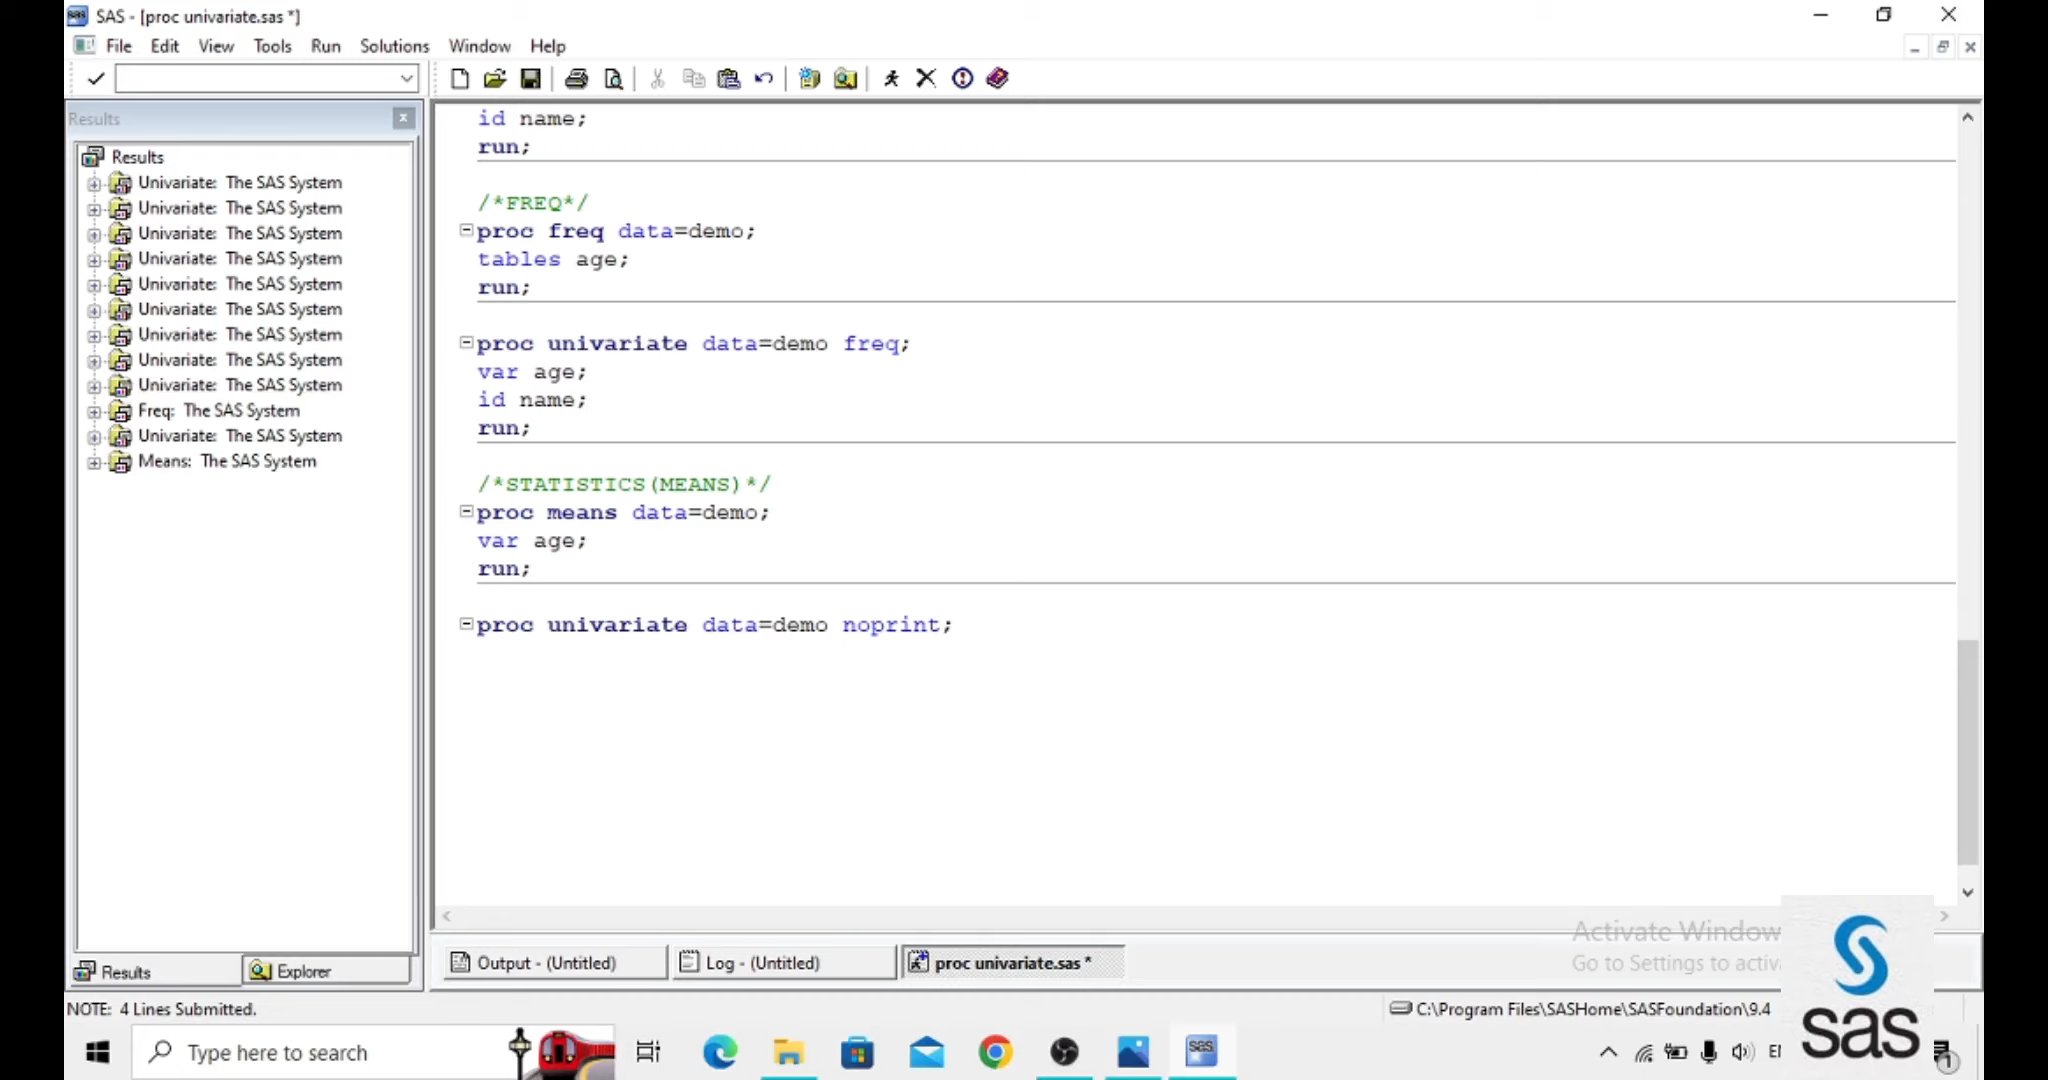 SAS - [proc univariate.sas *]
File Edit View Tools Run Solutions Window Help
Results
Results
Univariate: The SAS System
Univariate: The SAS System
Univariate: The SAS System
Univariate: The SAS System
Univariate: The SAS System
Univariate: The SAS System
Univariate: The SAS System
Univariate: The SAS System
Univariate: The SAS System
Freq: The SAS System
Univariate: The SAS System
Means: The SAS System
id name;
run;
/*FREQ*/
proc freq data=demo;
tables age;
run;
proc univariate data=demo freq;
var age;
id name;
run;
/*STATISTICS(MEANS)*/
proc means data=demo;
var age;
run;
proc univariate data=demo noprint;
Results Explorer
Output - (Untitled) Log - (Untitled) proc univariate.sas *
Activate Window
Go to Settings to activ
NOTE: 4 Lines Submitted.
C:\Program Files\SASHome\SASFoundation\9.4
sas
Type here to search